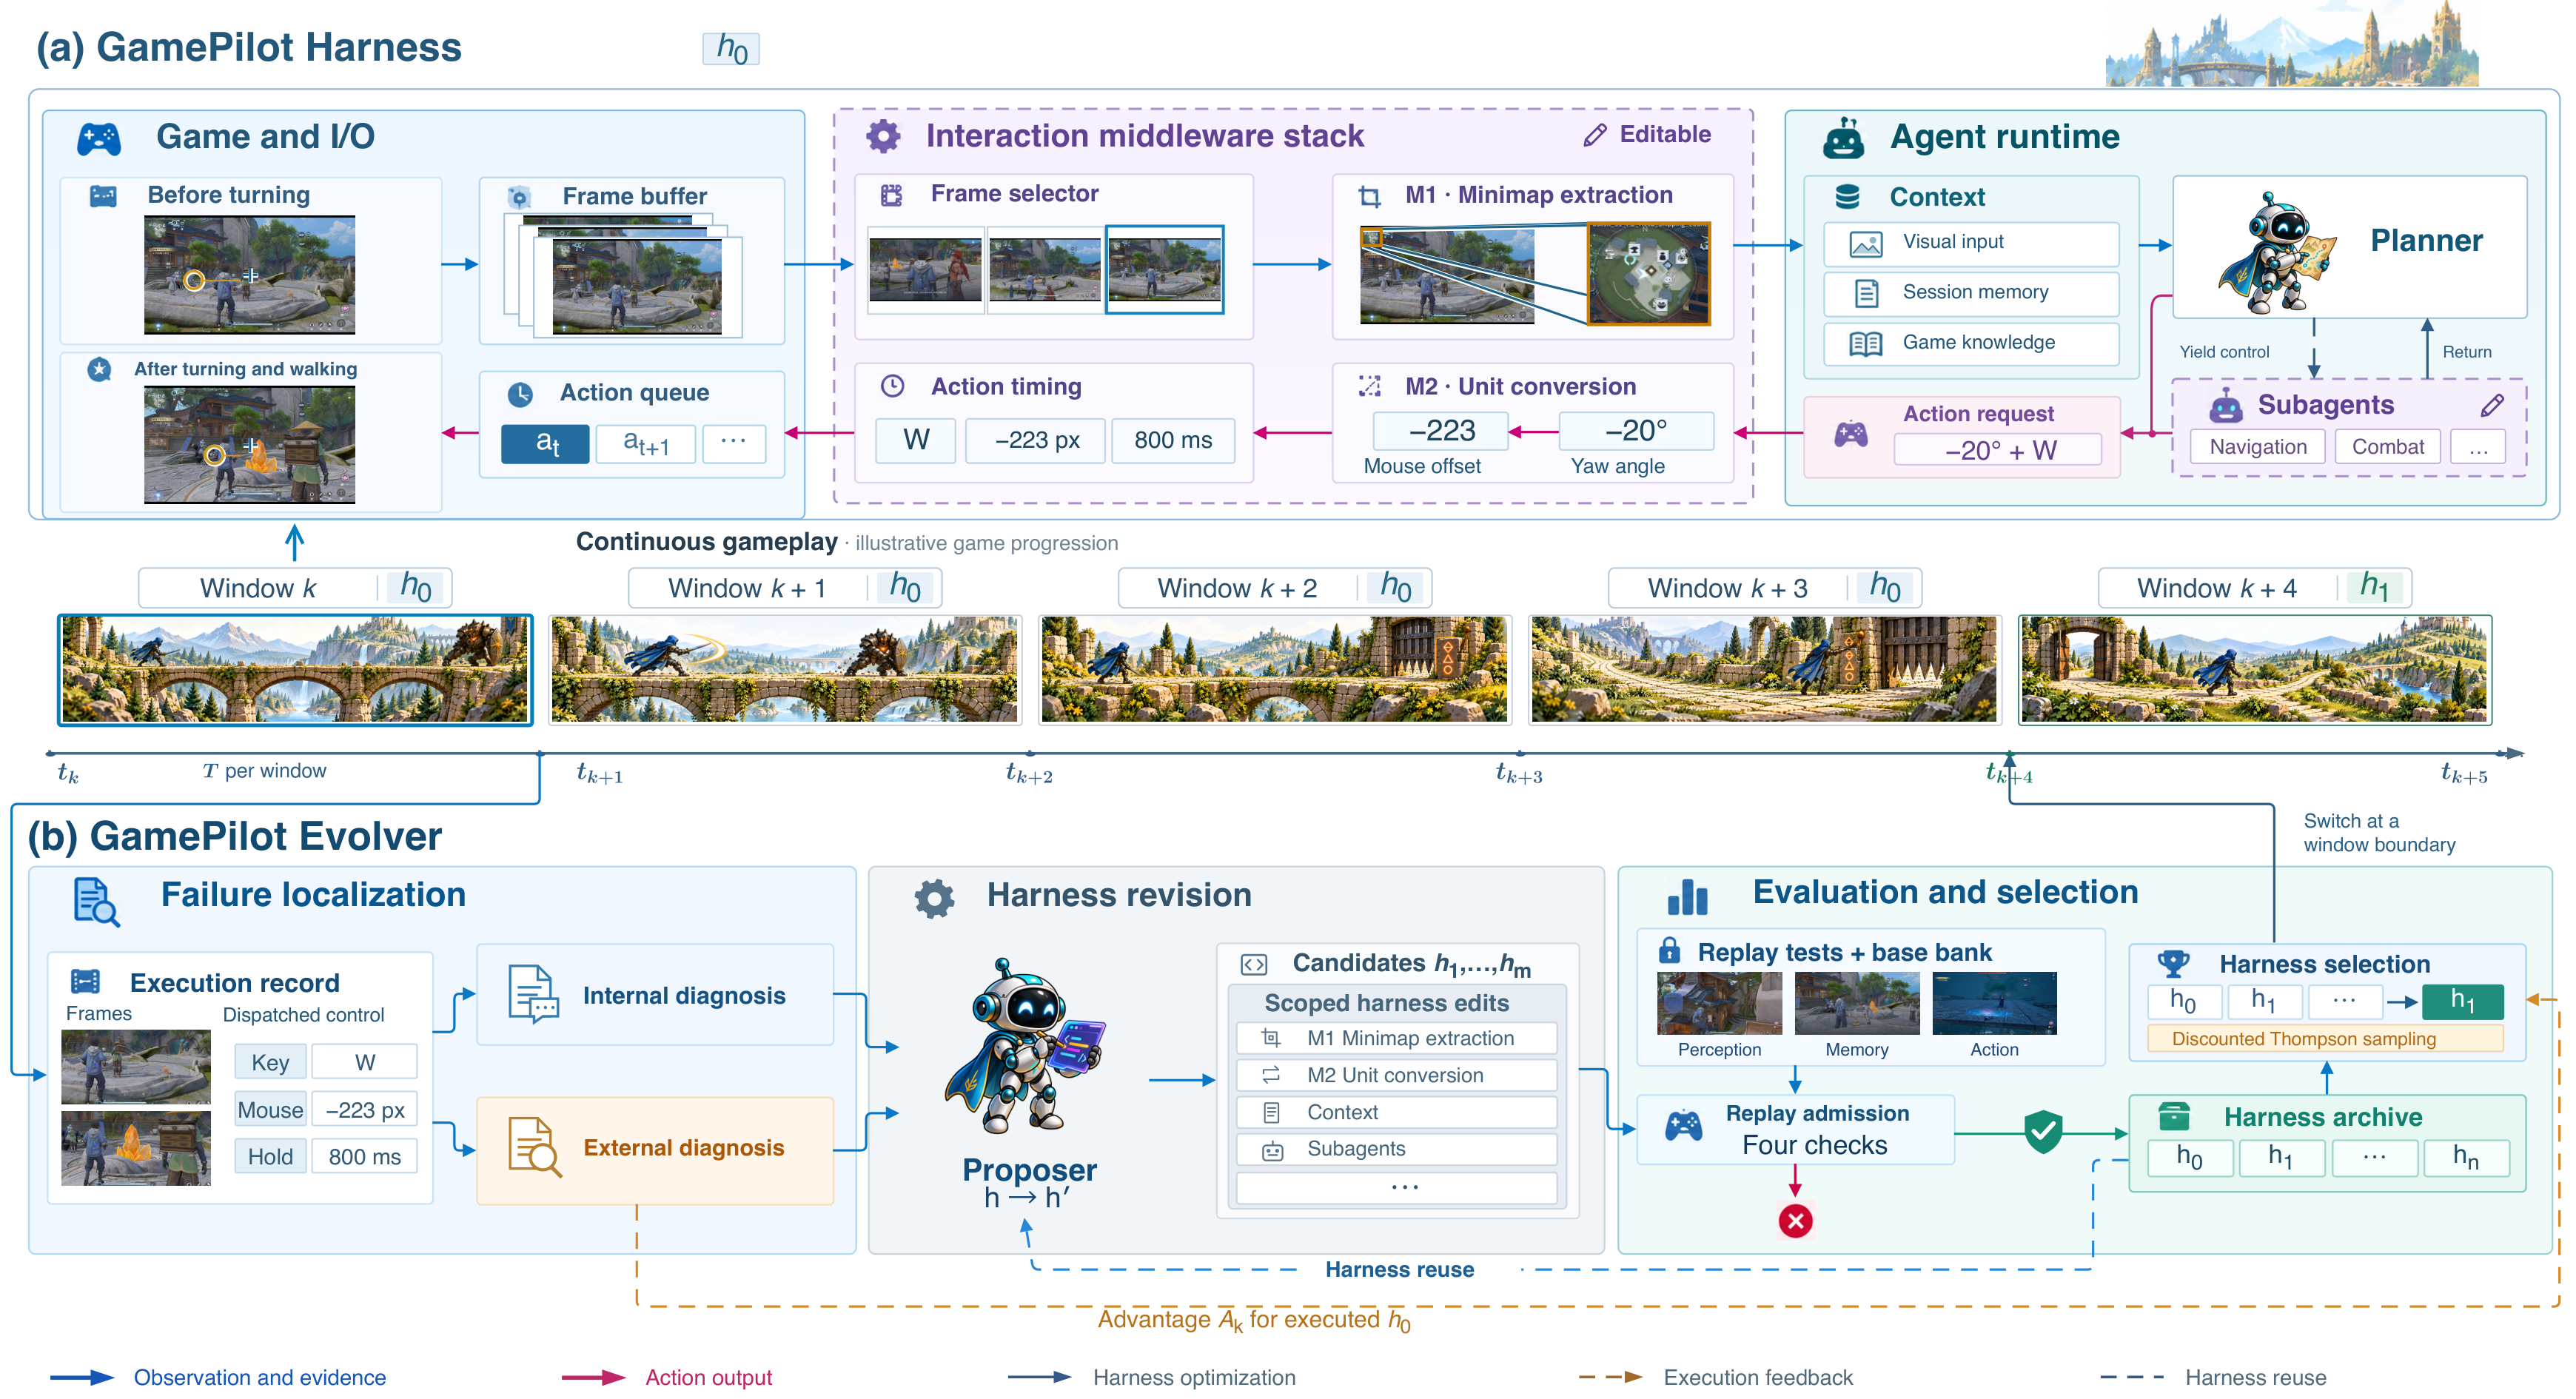 (a) GamePilot Harness
h0
Game and I/O
Before turning
Frame buffer
After turning and walking
Action queue
at
at+1
...
Interaction middleware stack
Editable
Frame selector
M1 · Minimap extraction
Action timing
W
−223 px
800 ms
M2 · Unit conversion
−223
−20°
Mouse offset
Yaw angle
Agent runtime
Context
Visual input
Session memory
Game knowledge
Planner
Yield control
Return
Action request
−20° + W
Subagents
Navigation
Combat
...
Continuous gameplay · illustrative game progression
Window k
h0
Window k + 1
h0
Window k + 2
h0
Window k + 3
h0
Window k + 4
h1
tk
T per window
tk+1
tk+2
tk+3
tk+4
tk+5
Switch at a
window boundary
(b) GamePilot Evolver
Failure localization
Execution record
Frames
Dispatched control
Key
W
Mouse
−223 px
Hold
800 ms
Internal diagnosis
External diagnosis
Harness revision
Proposer
h → h′
Candidates h1,...,hm
Scoped harness edits
M1 Minimap extraction
M2 Unit conversion
Context
Subagents
...
Evaluation and selection
Replay tests + base bank
Perception
Memory
Action
Replay admission
Four checks
Harness selection
h0
h1
...
h1
Discounted Thompson sampling
Harness archive
h0
h1
...
hn
Harness reuse
Advantage Ak for executed h0
Observation and evidence
Action output
Harness optimization
Execution feedback
Harness reuse